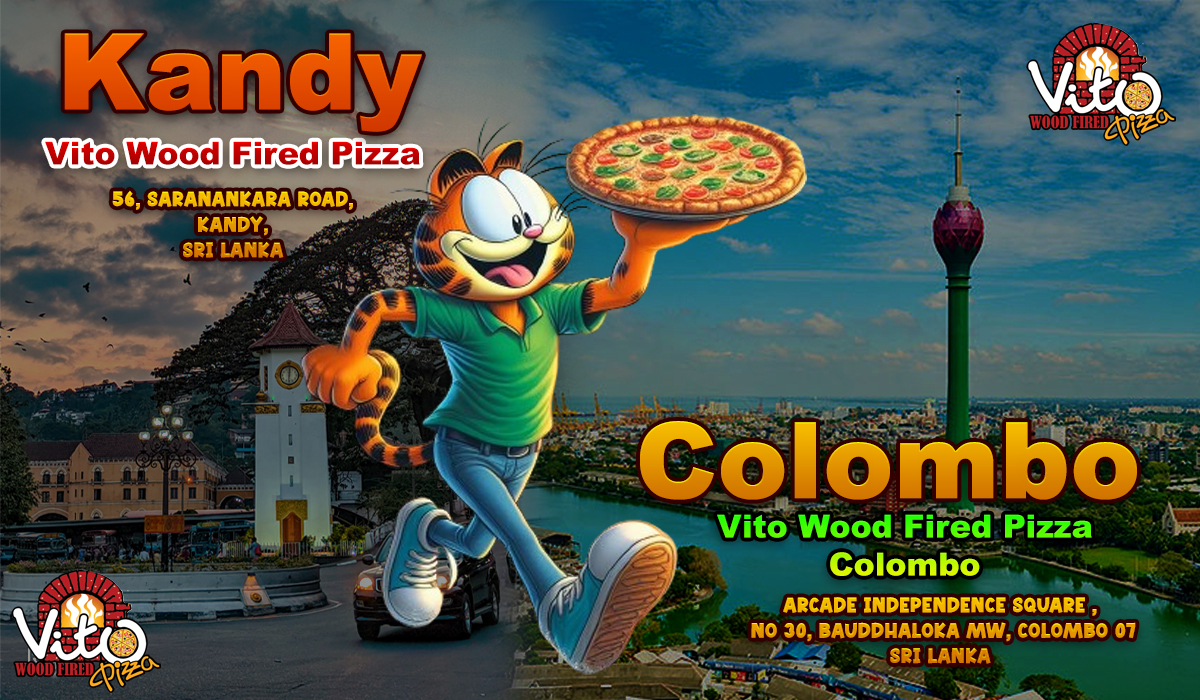 Kandy
Vito Wood Fired Pizza
56, SARANANKARA ROAD,
KANDY,
SRI LANKA
Vito
WOOD FIRED Pizza
Colombo
Vito Wood Fired Pizza
Colombo
ARCADE INDEPENDENCE SQUARE ,
NO 30, BAUDDHALOKA MW, COLOMBO 07
SRI LANKA
Vito
WOOD FIRED Pizza